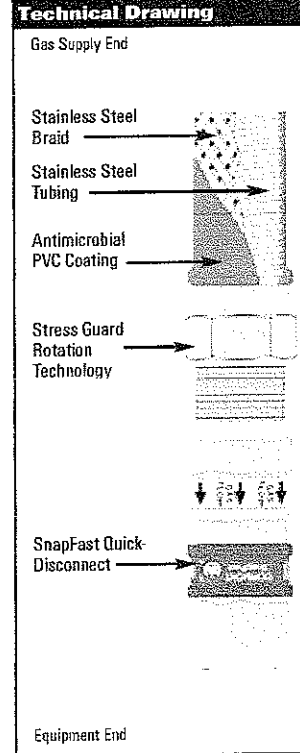 Technical Drawing
Gas Supply End
Stainless Steel
Braid
Stainless Steel
Tubing
Antimicrobial
PVC Coating
Stress Guard
Rotation
Technology
SnapFast Quick-
Disconnect
Equipment End